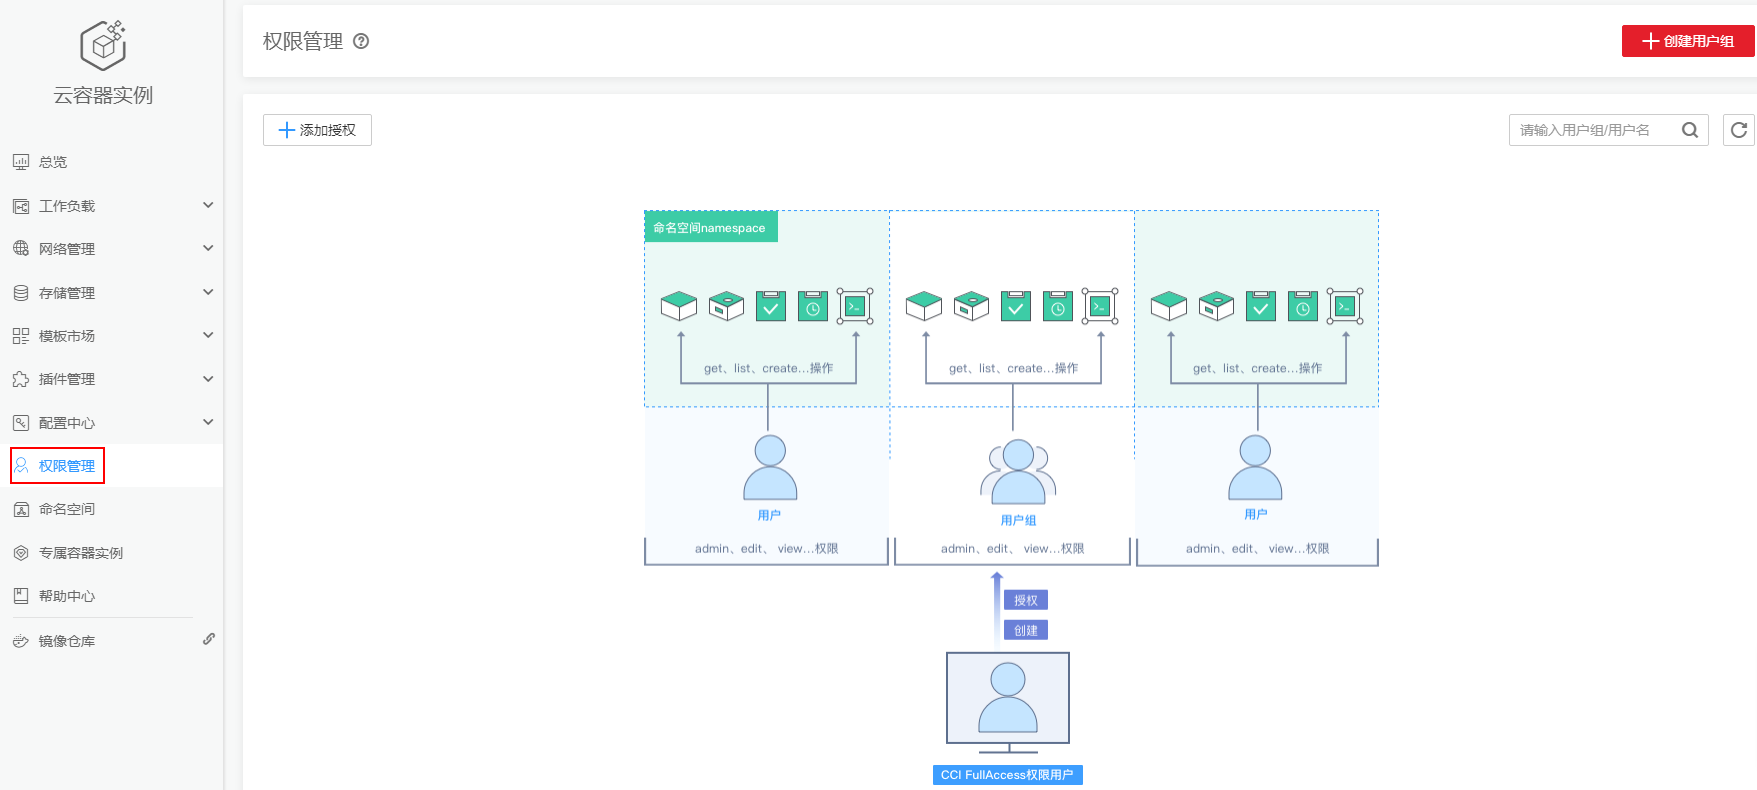 云容器实例
总览
工作负载
网络管理
存储管理
模板市场
插件管理
配置中心
权限管理
命名空间
专属容器实例
帮助中心
镜像仓库
权限管理
创建用户组
添加授权
请输入用户组/用户名
命名空间namespace
get、list、create...操作
get、list、create...操作
get、list、create...操作
用户
用户组
用户
admin、edit、 view...权限
admin、edit、 view...权限
admin、edit、 view...权限
授权
创建
CCI FullAccess权限用户